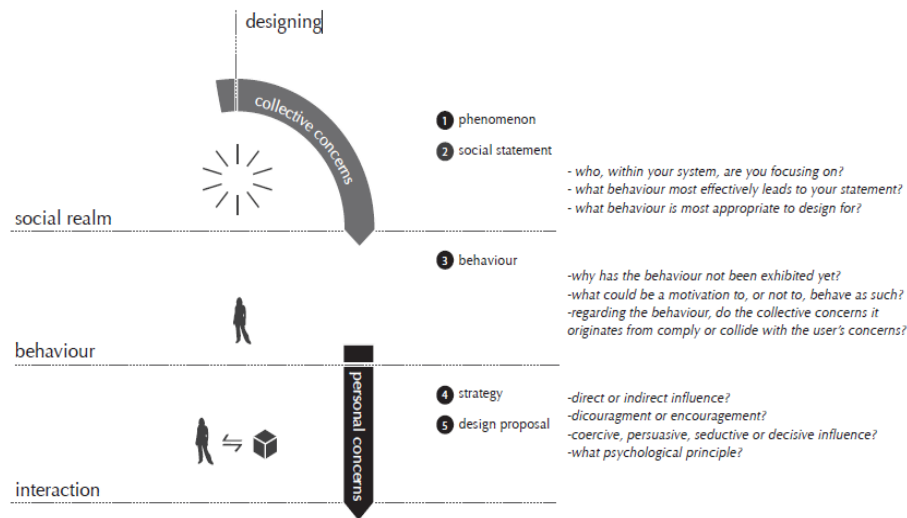 designing
collective concerns
1 phenomenon
2 social statement
- who, within your system, are you focusing on?
- what behaviour most effectively leads to your statement?
- what behaviour is most appropriate to design for?
social realm
3 behaviour
-why has the behaviour not been exhibited yet?
-what could be a motivation to, or not to, behave as such?
-regarding the behaviour, do the collective concerns it
originates from comply or collide with the user's concerns?
behaviour
personal concerns
4 strategy
5 design proposal
-direct or indirect influence?
-dicouragment or encouragement?
-coercive, persuasive, seductive or decisive influence?
-what psychological principle?
interaction